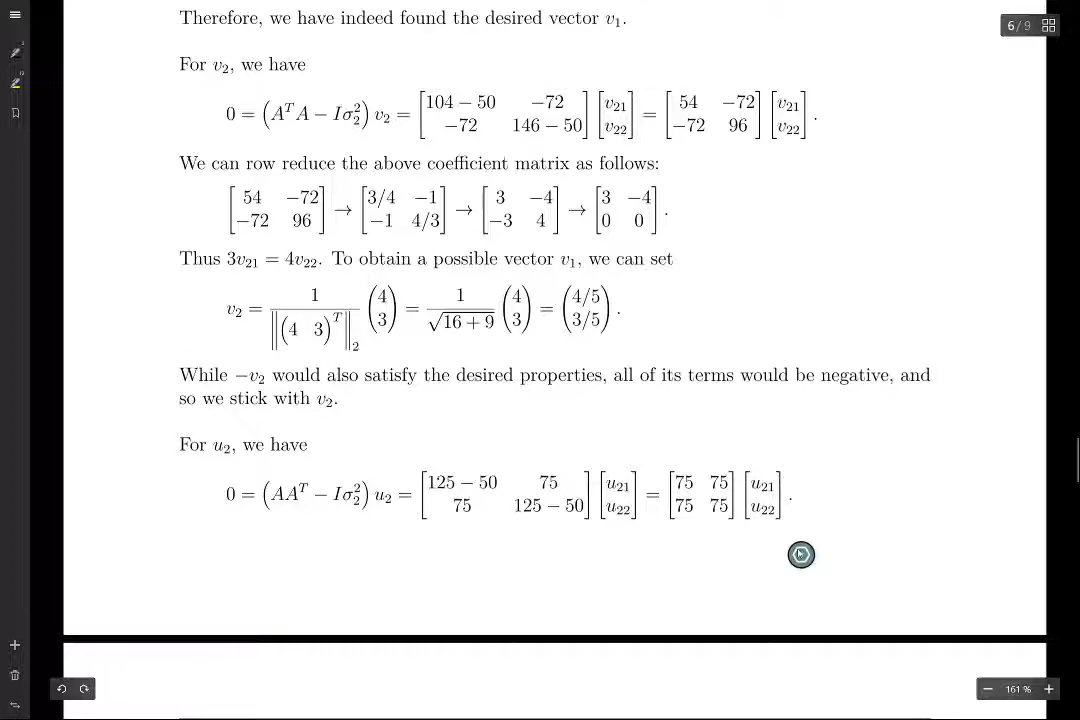 Therefore, we have indeed found the desired vector v₁.
6 / 9
For v₂, we have
0 = (AᵀA − Iσ₂²) v₂ = [104 − 50 −72; −72 146 − 50] [v₂₁; v₂₂] = [54 −72; −72 96] [v₂₁; v₂₂].
We can row reduce the above coefficient matrix as follows:
[54 −72; −72 96] → [3/4 −1; −1 4/3] → [3 −4; −3 4] → [3 −4; 0 0].
Thus 3v₂₁ = 4v₂₂. To obtain a possible vector v₁, we can set
v₂ = 1/‖(4 3)ᵀ‖₂ (4; 3) = 1/√(16 + 9) (4; 3) = (4/5; 3/5).
While −v₂ would also satisfy the desired properties, all of its terms would be negative, and
so we stick with v₂.
For u₂, we have
0 = (AAᵀ − Iσ₂²) u₂ = [125 − 50 75; 75 125 − 50] [u₂₁; u₂₂] = [75 75; 75 75] [u₂₁; u₂₂].
161 %